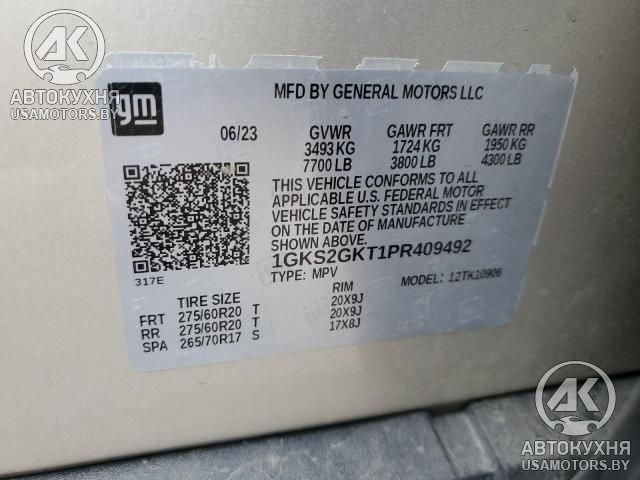 АВТОКУХНЯ
USAMOTORS.BY
gm
MFD BY GENERAL MOTORS LLC
06/23 GVWR GAWR FRT GAWR RR
3493 KG 1724 KG 1950 KG
7700 LB 3800 LB 4300 LB
THIS VEHICLE CONFORMS TO ALL
APPLICABLE U.S. FEDERAL MOTOR
VEHICLE SAFETY STANDARDS IN EFFECT
ON THE DATE OF MANUFACTURE
SHOWN ABOVE.
1GKS2GKT1PR409492
317E
TYPE: MPV MODEL: 12TK10906
TIRE SIZE RIM
FRT 275/60R20 T 20X9J
RR 275/60R20 T 20X9J
SPA 265/70R17 S 17X8J
АВТОКУХНЯ
USAMOTORS.BY